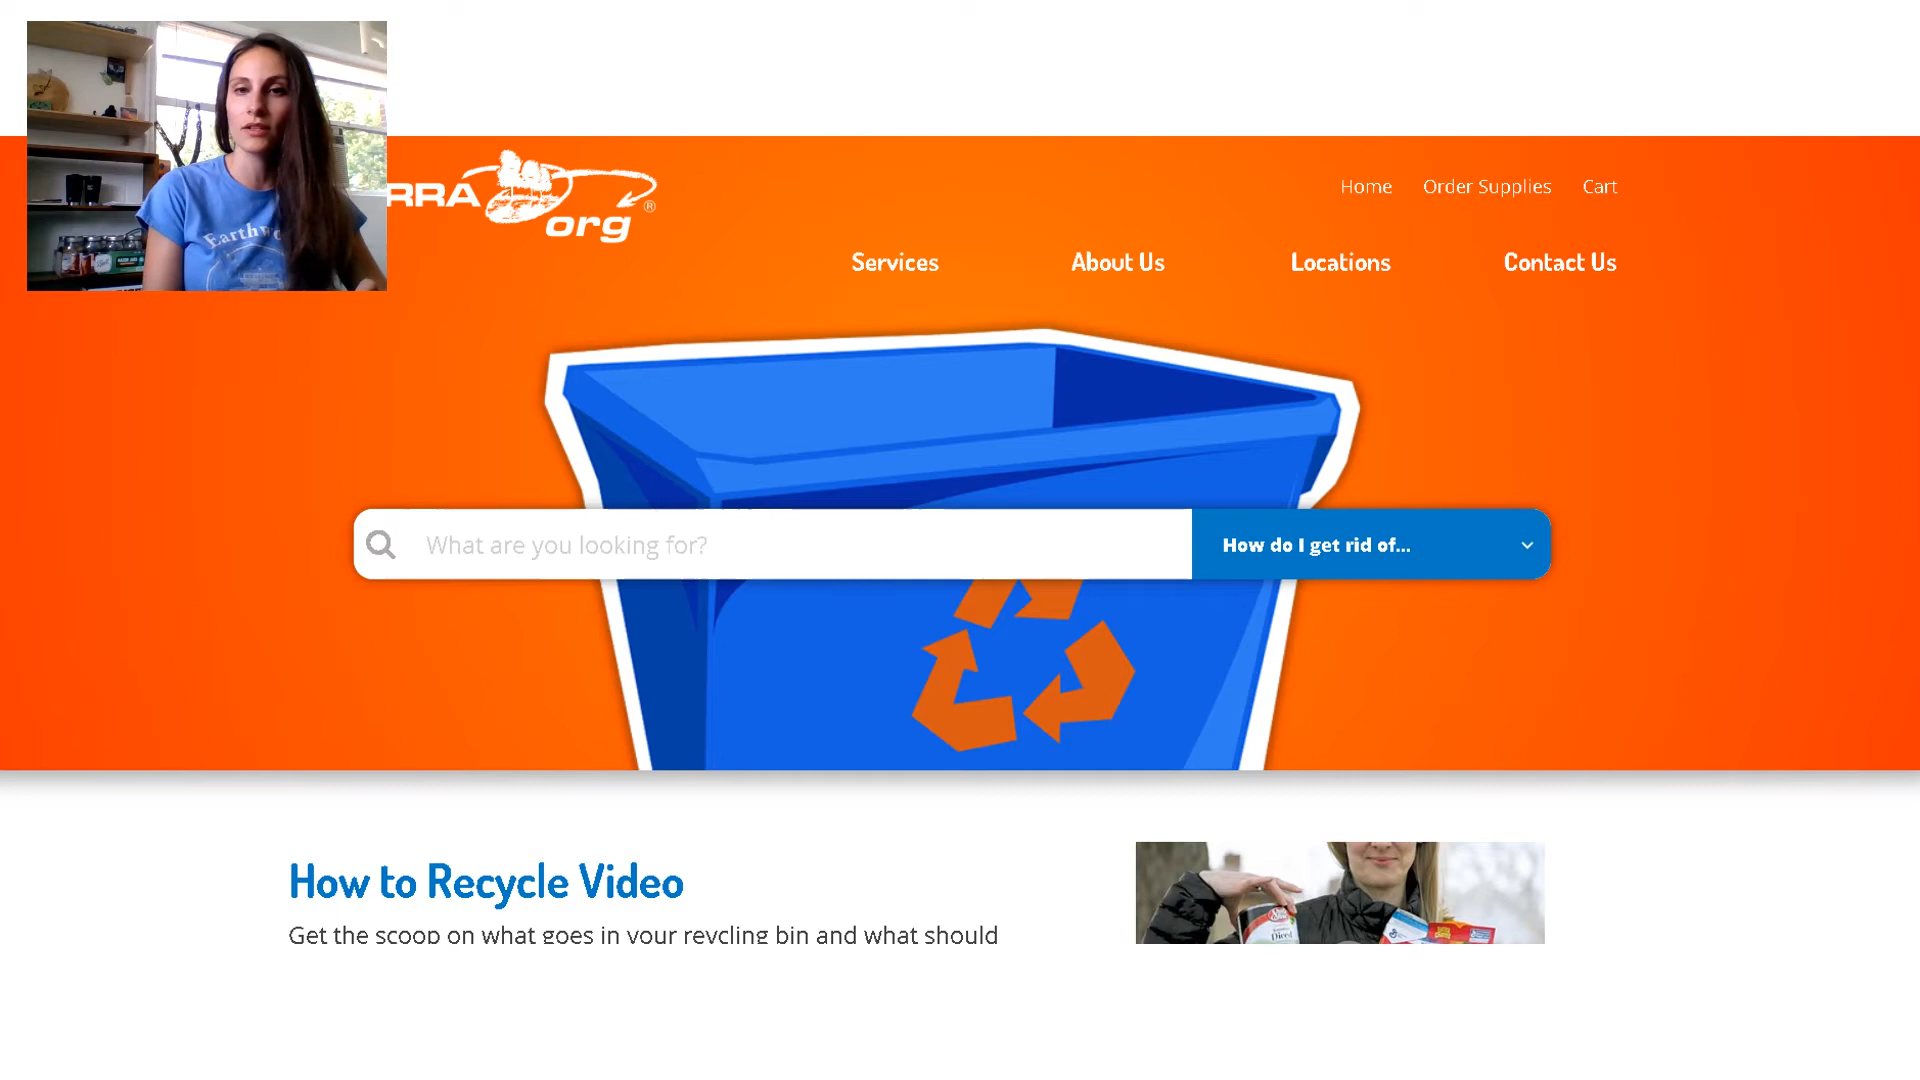 RRA
org
®
Home Order Supplies Cart
Services About Us Locations Contact Us
What are you looking for?
How do I get rid of...
How to Recycle Video
Get the scoop on what goes in your revcling bin and what should
Diced